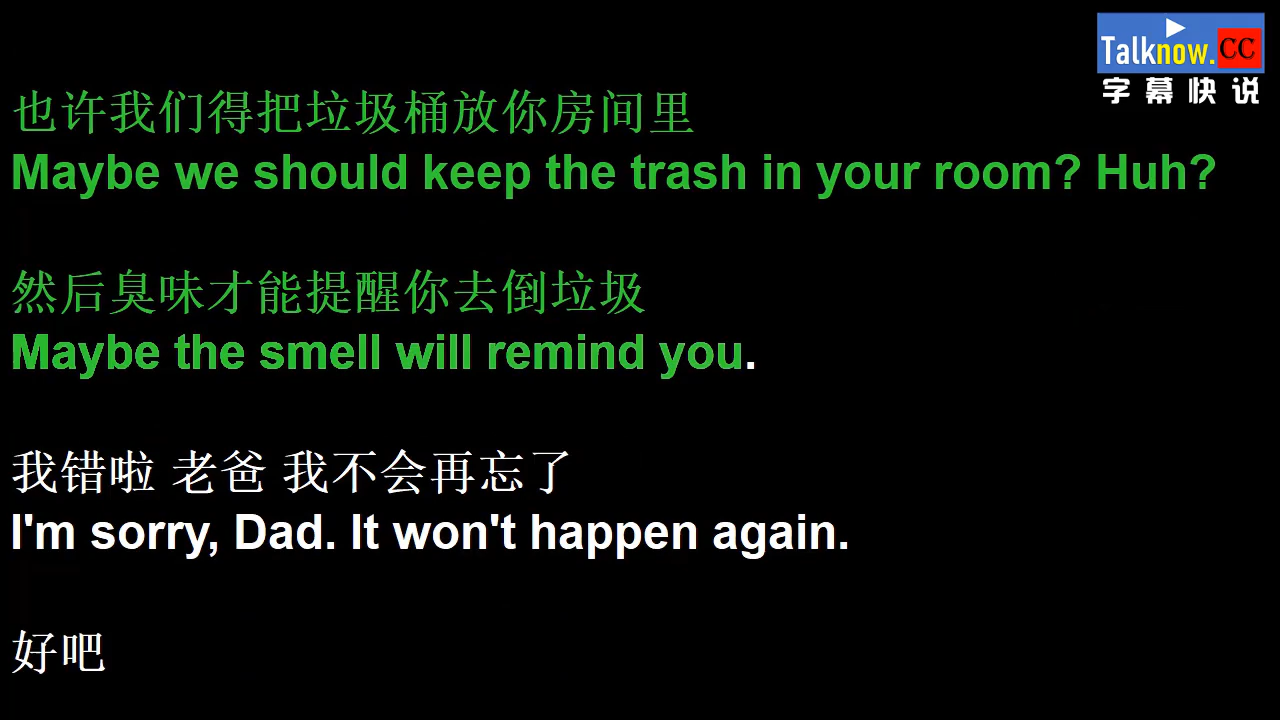 Talknow.CC
字幕快说
也许我们得把垃圾桶放你房间里
Maybe we should keep the trash in your room? Huh?
然后臭味才能提醒你去倒垃圾
Maybe the smell will remind you.
我错啦 老爸 我不会再忘了
I'm sorry, Dad. It won't happen again.
好吧